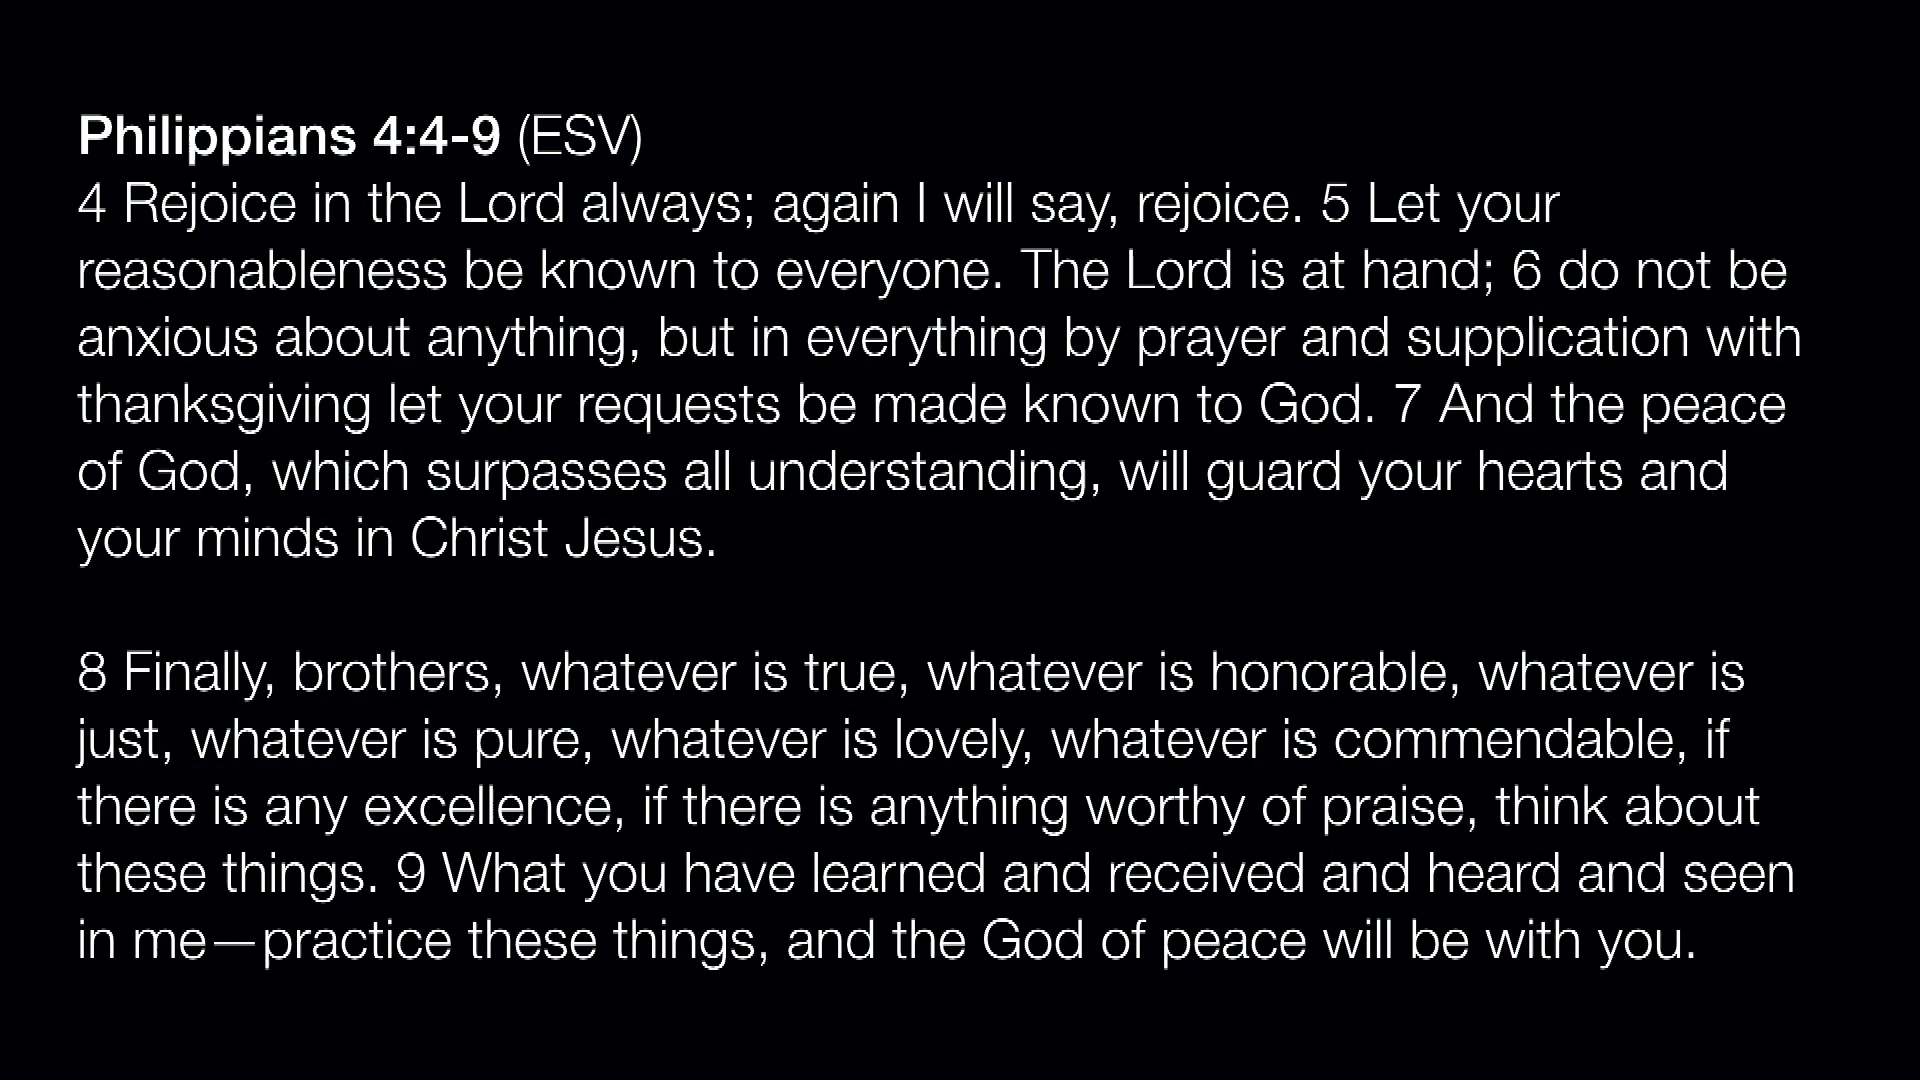 Philippians 4:4-9 (ESV)
4 Rejoice in the Lord always; again I will say, rejoice. 5 Let your
reasonableness be known to everyone. The Lord is at hand; 6 do not be
anxious about anything, but in everything by prayer and supplication with
thanksgiving let your requests be made known to God. 7 And the peace
of God, which surpasses all understanding, will guard your hearts and
your minds in Christ Jesus.
8 Finally, brothers, whatever is true, whatever is honorable, whatever is
just, whatever is pure, whatever is lovely, whatever is commendable, if
there is any excellence, if there is anything worthy of praise, think about
these things. 9 What you have learned and received and heard and seen
in me—practice these things, and the God of peace will be with you.